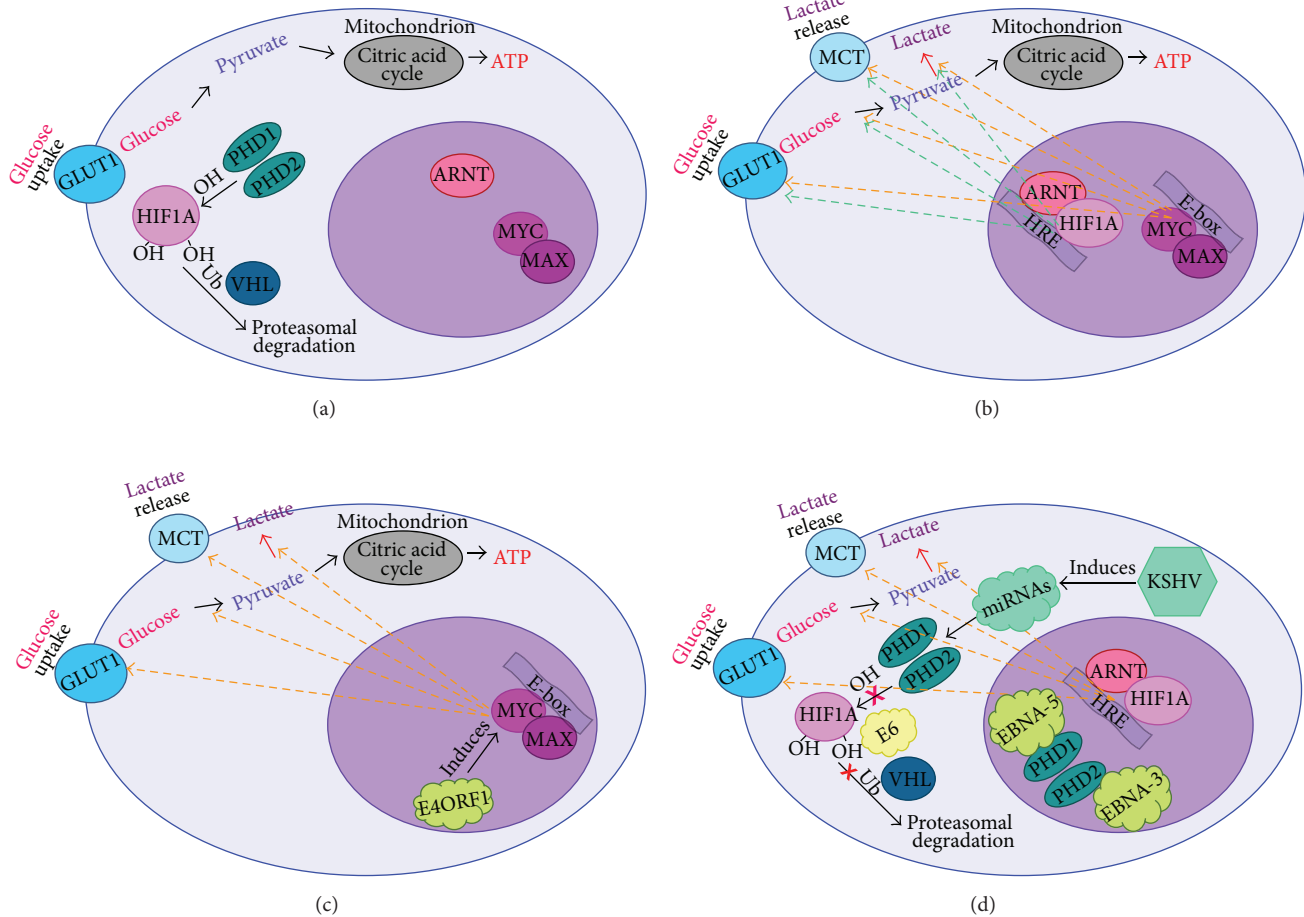 Mitochondrion
Citric acid
cycle
ATP
Pyruvate
Glucose
Glucose
uptake
GLUT1
PHD1
PHD2
OH
HIF1A
OH
OH
Ub
VHL
Proteasomal
degradation
ARNT
MYC
MAX
(a)
Lactate
release
MCT
Lactate
Mitochondrion
Citric acid
cycle
ATP
Pyruvate
Glucose
Glucose
uptake
GLUT1
ARNT
HIF1A
HRE
E-box
MYC
MAX
(b)
Lactate
release
MCT
Lactate
Mitochondrion
Citric acid
cycle
ATP
Pyruvate
Glucose
Glucose
uptake
GLUT1
E-box
MYC
MAX
Induces
E4ORF1
(c)
Lactate
release
MCT
Lactate
Pyruvate
Glucose
Glucose
uptake
GLUT1
miRNAs
Induces
KSHV
PHD1
PHD2
OH
HIF1A
OH
OH
E6
Ub
VHL
Proteasomal
degradation
ARNT
HIF1A
HRE
EBNA-5
PHD1
PHD2
EBNA-3
(d)